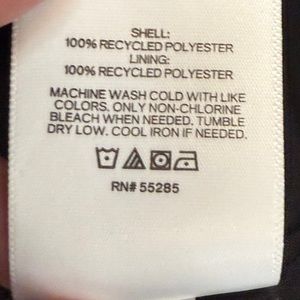 SHELL:
100% RECYCLED POLYESTER
LINING:
100% RECYCLED POLYESTER
MACHINE WASH COLD WITH LIKE
COLORS. ONLY NON-CHLORINE
BLEACH WHEN NEEDED. TUMBLE
DRY LOW. COOL IRON IF NEEDED.
RN# 55285